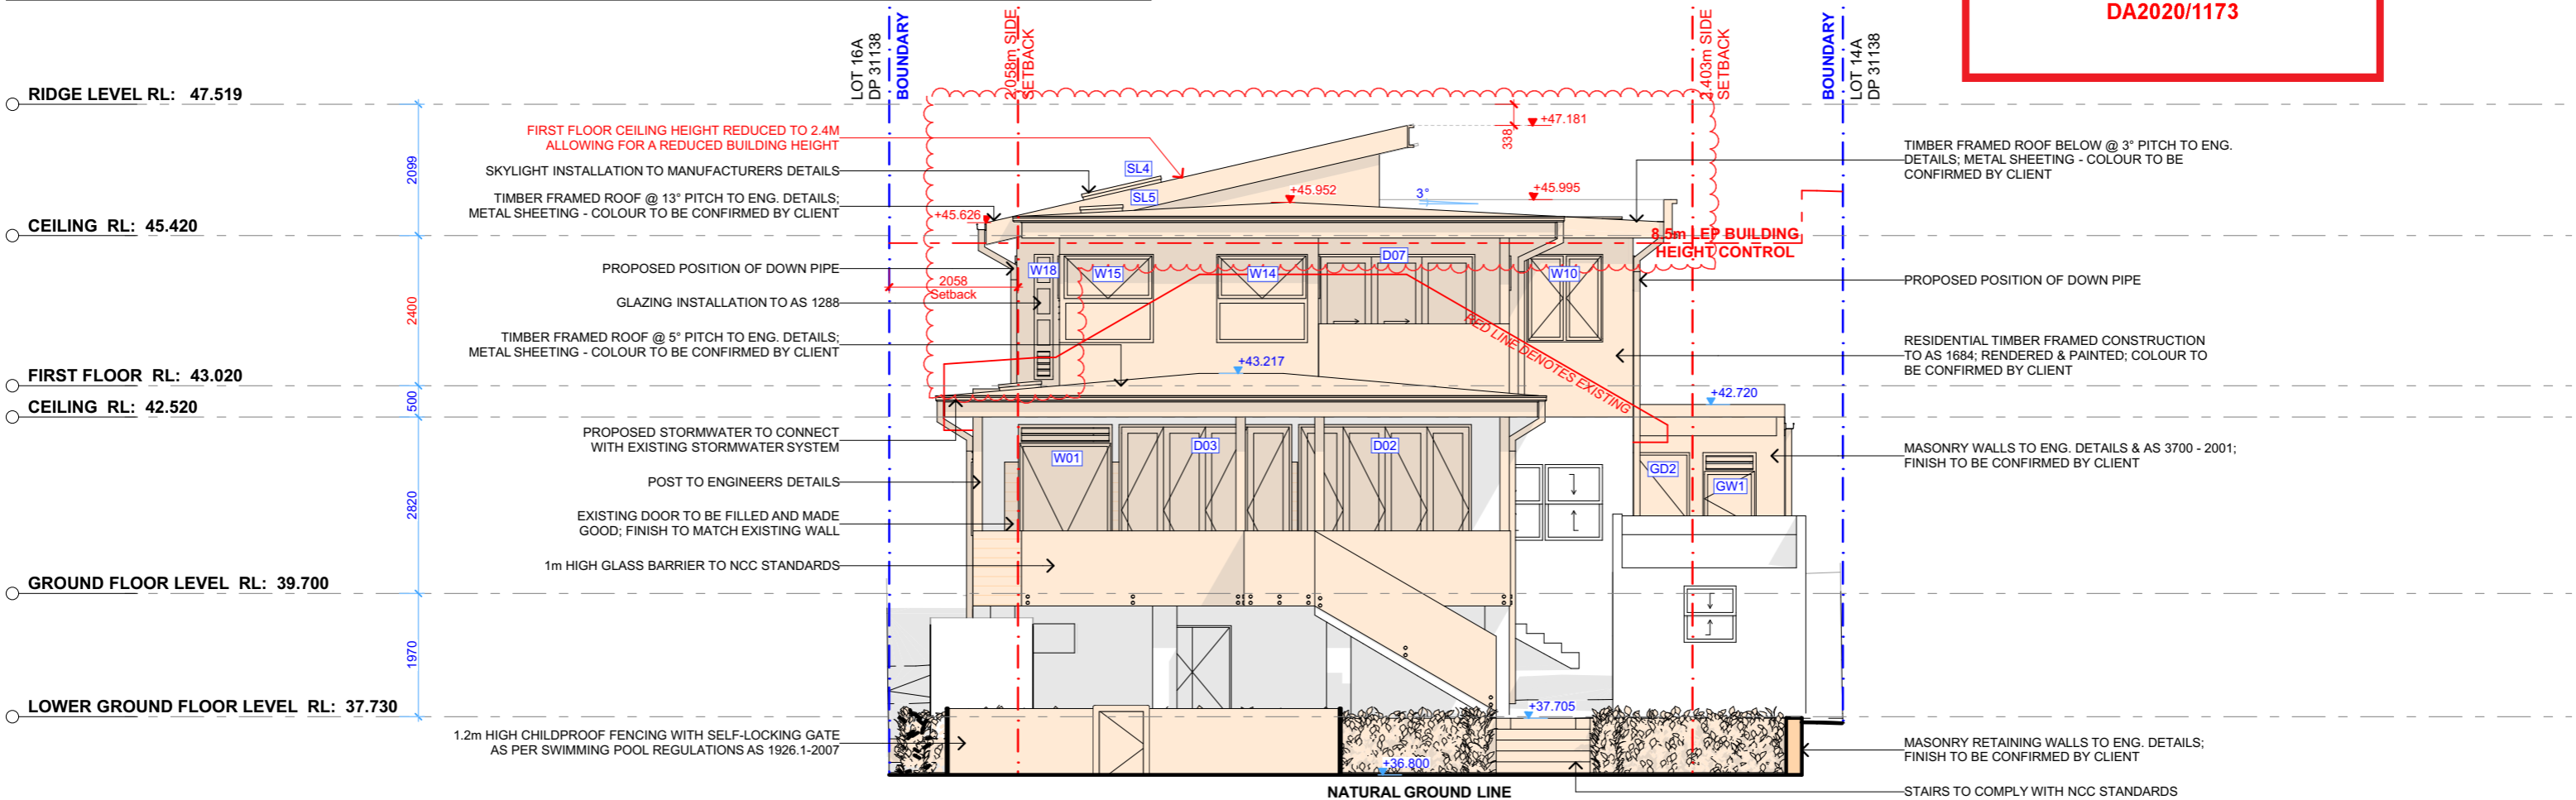 DA2020/1173
LOT 16A
DP 31138
BOUNDARY
2.058m SIDE
SETBACK
2.403m SIDE
SETBACK
BOUNDARY
LOT 14A
DP 31138
RIDGE LEVEL RL: 47.519
CEILING RL: 45.420
FIRST FLOOR RL: 43.020
CEILING RL: 42.520
GROUND FLOOR LEVEL RL: 39.700
LOWER GROUND FLOOR LEVEL RL: 37.730
2099
2400
500
2820
1970
FIRST FLOOR CEILING HEIGHT REDUCED TO 2.4M
ALLOWING FOR A REDUCED BUILDING HEIGHT
SKYLIGHT INSTALLATION TO MANUFACTURERS DETAILS
TIMBER FRAMED ROOF @ 13° PITCH TO ENG. DETAILS;
METAL SHEETING - COLOUR TO BE CONFIRMED BY CLIENT
PROPOSED POSITION OF DOWN PIPE
GLAZING INSTALLATION TO AS 1288
TIMBER FRAMED ROOF @ 5° PITCH TO ENG. DETAILS;
METAL SHEETING - COLOUR TO BE CONFIRMED BY CLIENT
PROPOSED STORMWATER TO CONNECT
WITH EXISTING STORMWATER SYSTEM
POST TO ENGINEERS DETAILS
EXISTING DOOR TO BE FILLED AND MADE
GOOD; FINISH TO MATCH EXISTING WALL
1m HIGH GLASS BARRIER TO NCC STANDARDS
1.2m HIGH CHILDPROOF FENCING WITH SELF-LOCKING GATE
AS PER SWIMMING POOL REGULATIONS AS 1926.1-2007
+47.181
338
SL4
SL5
+45.952
3°
+45.995
+45.626
8.5m LEP BUILDING
HEIGHT CONTROL
W18
W15
W14
D07
W10
2058
Setback
RED LINE DENOTES EXISTING
+43.217
+42.720
W01
D03
D02
GD2
GW1
+37.705
+36.800
NATURAL GROUND LINE
TIMBER FRAMED ROOF BELOW @ 3° PITCH TO ENG.
DETAILS; METAL SHEETING - COLOUR TO BE
CONFIRMED BY CLIENT
PROPOSED POSITION OF DOWN PIPE
RESIDENTIAL TIMBER FRAMED CONSTRUCTION
TO AS 1684; RENDERED & PAINTED; COLOUR TO
BE CONFIRMED BY CLIENT
MASONRY WALLS TO ENG. DETAILS & AS 3700 - 2001;
FINISH TO BE CONFIRMED BY CLIENT
MASONRY RETAINING WALLS TO ENG. DETAILS;
FINISH TO BE CONFIRMED BY CLIENT
STAIRS TO COMPLY WITH NCC STANDARDS